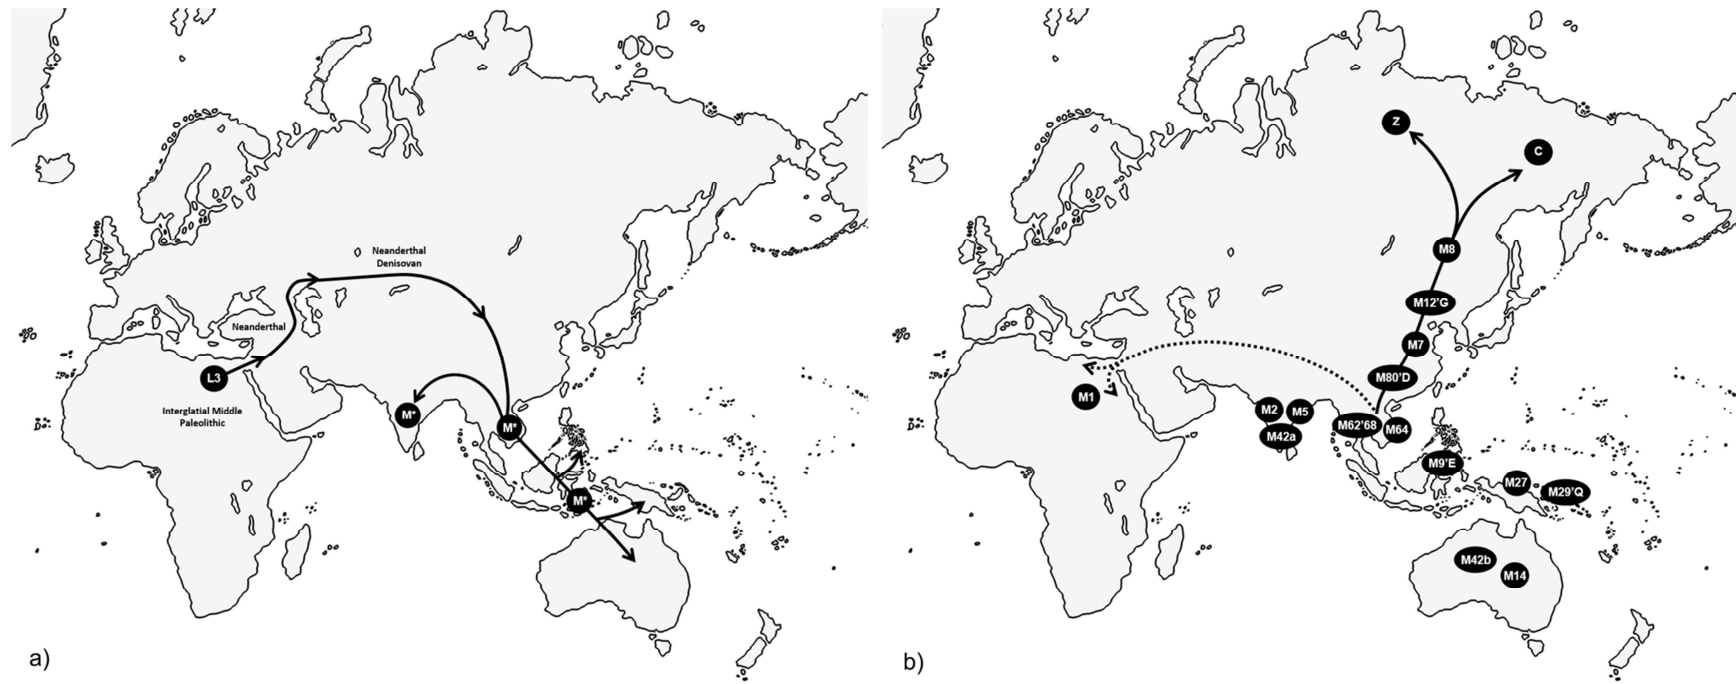 Neanderthal
Denisovan
Neanderthal
L3
Interglatial Middle
Paleolithic
M*
M*
M*
a)
Z
C
M8
M12'G
M7
M80'D
M1
M2
M5
M42a
M62'68
M64
M9'E
M27
M29'Q
M42b
M14
b)